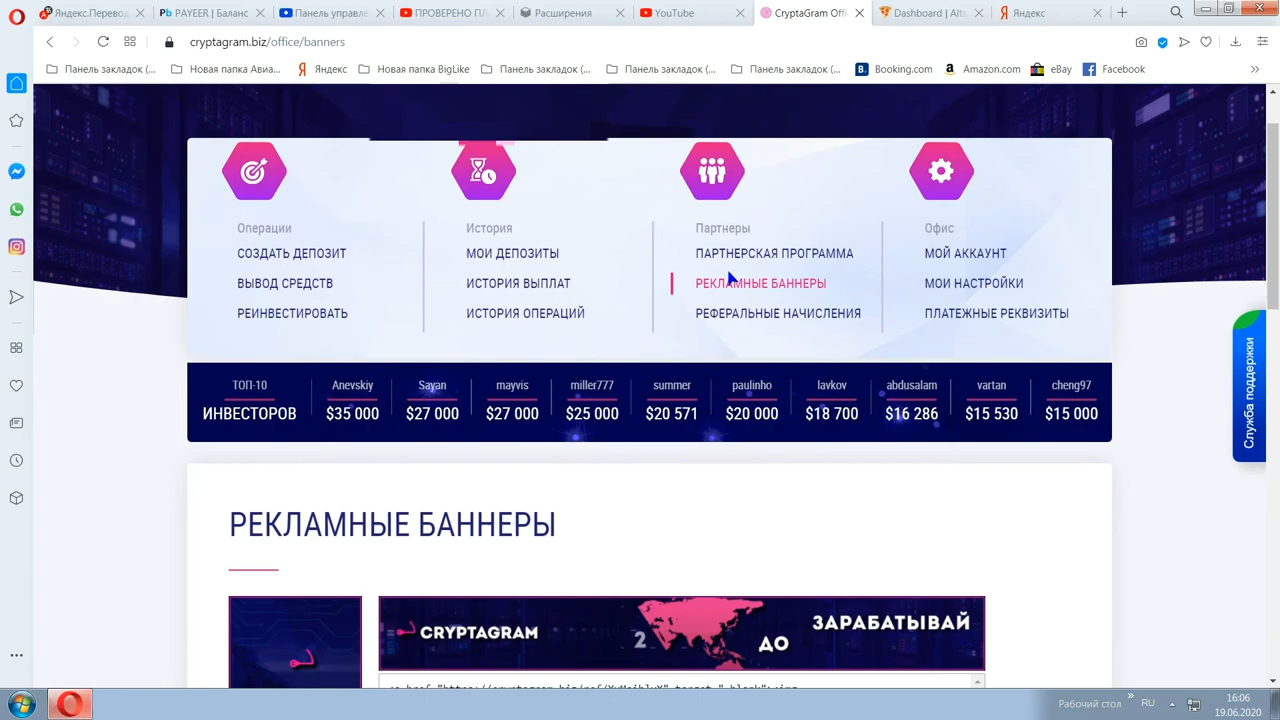 Яндекс.Перевод
PAYEER | Баланс
Панель управле
ПРОВЕРЕНО ПЛ
Расширения
YouTube
CryptaGram Offi
Dashboard | Alts
Яндекс
cryptagram.biz/office/banners
Панель закладок (...
Новая папка Авиа...
Яндекс
Новая папка BigLike
Панель закладок (...
Панель закладок (...
Панель закладок (...
Booking.com
Amazon.com
eBay
Facebook
Операции
СОЗДАТЬ ДЕПОЗИТ
ВЫВОД СРЕДСТВ
РЕИНВЕСТИРОВАТЬ
История
МОИ ДЕПОЗИТЫ
ИСТОРИЯ ВЫПЛАТ
ИСТОРИЯ ОПЕРАЦИЙ
Партнеры
ПАРТНЕРСКАЯ ПРОГРАММА
РЕКЛАМНЫЕ БАННЕРЫ
РЕФЕРАЛЬНЫЕ НАЧИСЛЕНИЯ
Офис
МОЙ АККАУНТ
МОИ НАСТРОЙКИ
ПЛАТЕЖНЫЕ РЕКВИЗИТЫ
Служба поддержки
ТОП-10 Anevskiy Sayan mayvis miller777 summer paulinho lavkov abdusalam vartan cheng97
ИНВЕСТОРОВ $35 000 $27 000 $27 000 $25 000 $20 571 $20 000 $18 700 $16 286 $15 530 $15 000
РЕКЛАМНЫЕ БАННЕРЫ
CRYPTAGRAM
2
ДО
ЗАРАБАТЫВАЙ
Рабочий стол
RU
16:06
19.06.2020